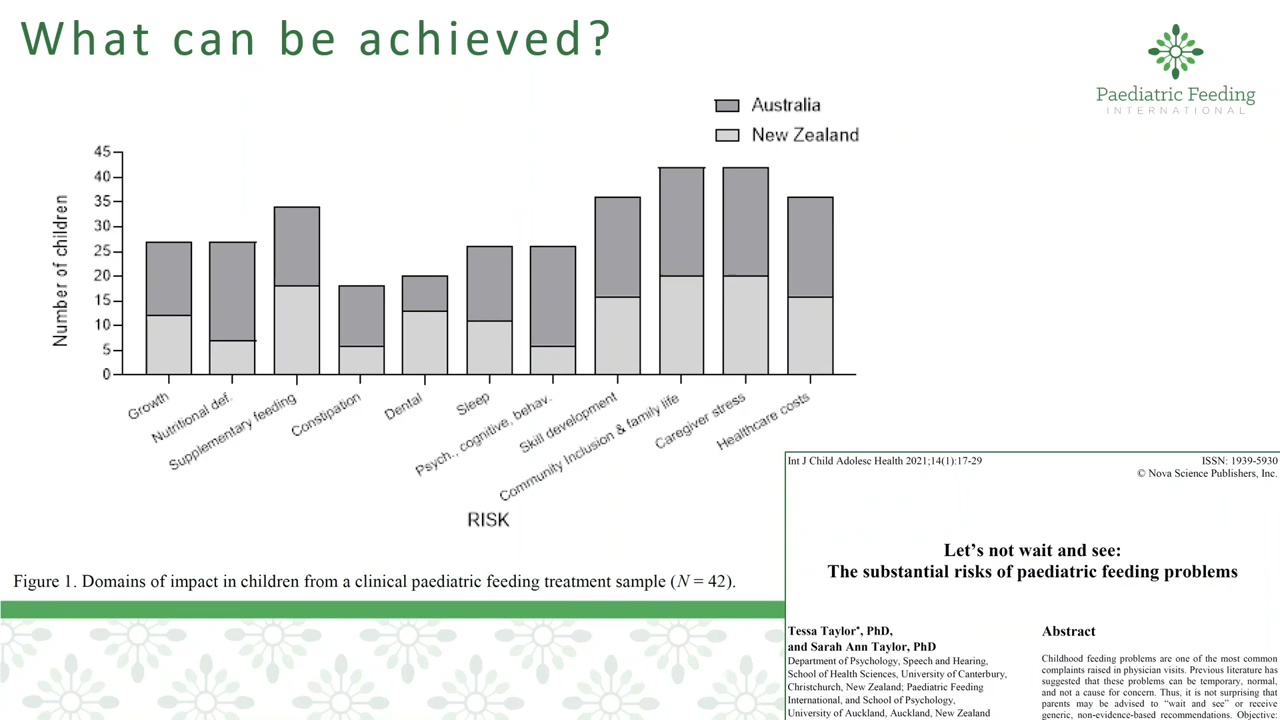 What can be achieved?
Paediatric Feeding
INTERNATIONAL
Australia
New Zealand
Number of children
45
40
35
30
25
20
15
10
5
0
Growth
Nutritional def.
Supplementary feeding
Constipation
Dental
Sleep
Psych., cognitive, behav.
Skill development
Community Inclusion & family life
Caregiver stress
Healthcare costs
RISK
Figure 1. Domains of impact in children from a clinical paediatric feeding treatment sample (N = 42).
Int J Child Adolesc Health 2021;14(1):17-29
ISSN: 1939-5930
© Nova Science Publishers, Inc.
Let’s not wait and see:
The substantial risks of paediatric feeding problems
Tessa Taylor*, PhD,
and Sarah Ann Taylor, PhD
Department of Psychology, Speech and Hearing,
School of Health Sciences, University of Canterbury,
Christchurch, New Zealand; Paediatric Feeding
International, and School of Psychology,
University of Auckland, Auckland, New Zealand
Abstract
Childhood feeding problems are one of the most common
complaints raised in physician visits. Previous literature has
suggested that these problems can be temporary, normal,
and not a cause for concern. Thus, it is not surprising that
parents may be advised to “wait and see” or receive
generic, non-evidence-based recommendations. Objective: